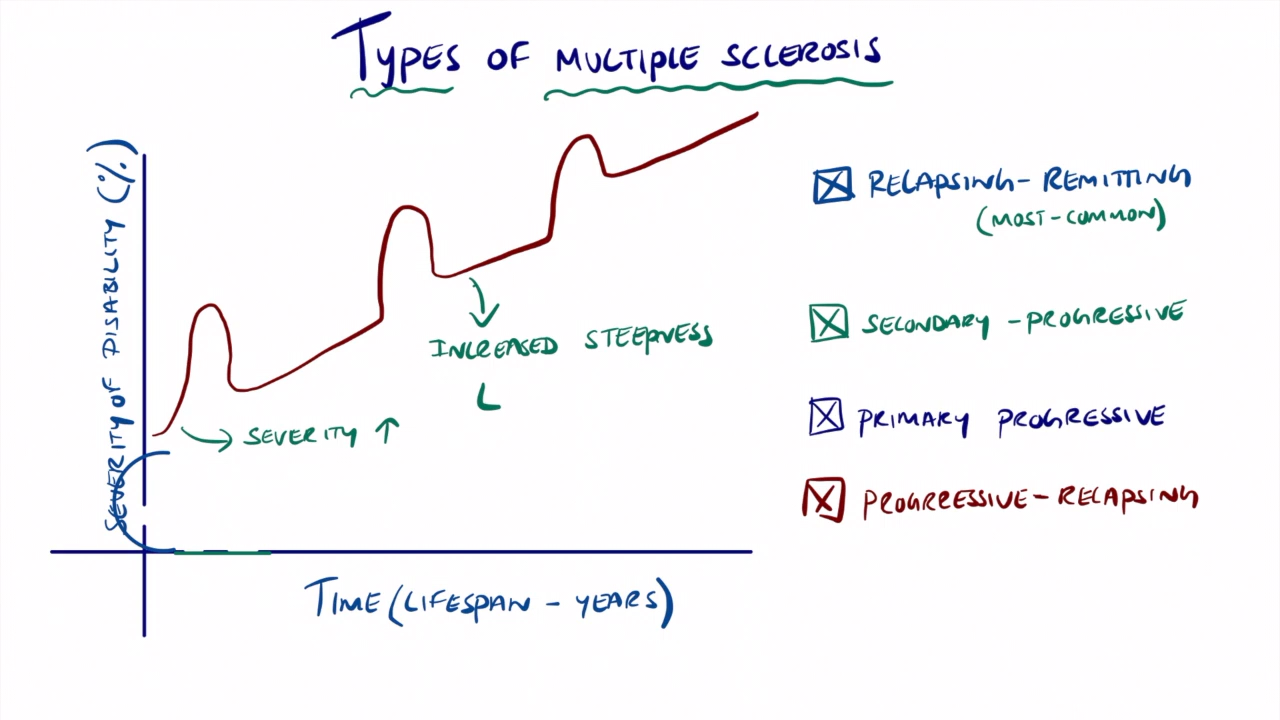 TYPES OF MULTIPLE SCLEROSIS
SEVERITY OF DISABILITY (%)
RELAPSING-REMITTING
(MOST-COMMON)
SECONDARY -PROGRESSIVE
INCREASED STEEPNESS
L
SEVERITY ↑
PRIMARY PROGRESSIVE
PROGRRESSIVE-RELAPSING
TIME (LIFESPAN - YEARS)